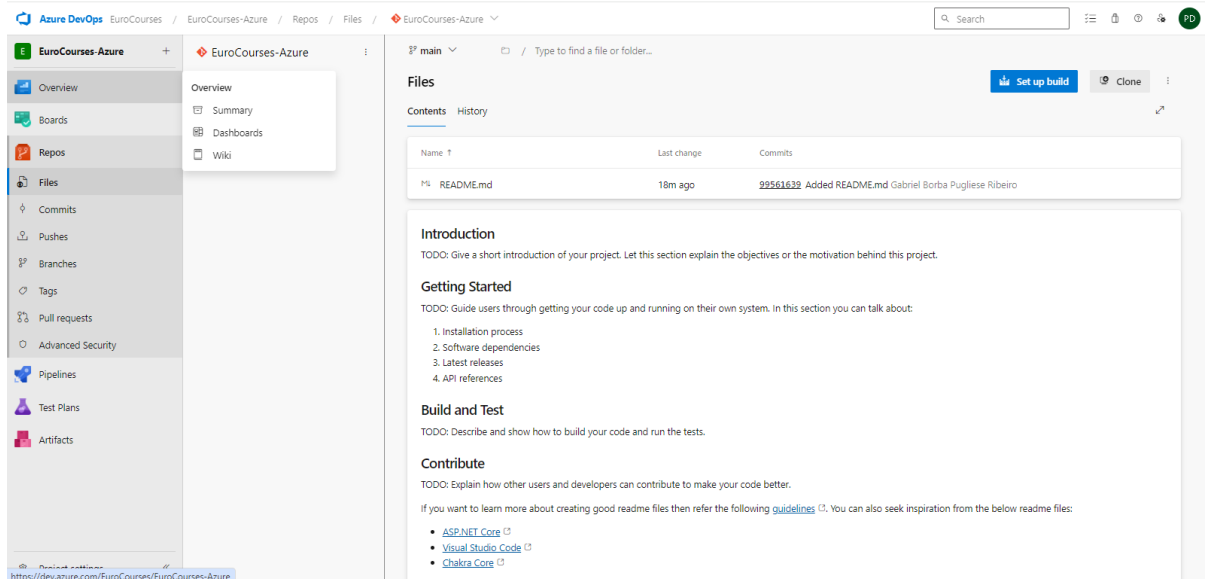 Azure DevOps EuroCourses / EuroCourses-Azure / Repos / Files / EuroCourses-Azure
Search
PD
E EuroCourses-Azure +
EuroCourses-Azure
main
/ Type to find a file or folder...
Overview
Boards
Repos
Files
Commits
Pushes
Branches
Tags
Pull requests
Advanced Security
Pipelines
Test Plans
Artifacts
Project settings
https://dev.azure.com/EuroCourses/EuroCourses-Azure
Overview
Summary
Dashboards
Wiki
Files
Set up build
Clone
Contents History
Name ↑ Last change Commits
README.md 18m ago 99561639 Added README.md Gabriel Borba Pugliese Ribeiro
Introduction
TODO: Give a short introduction of your project. Let this section explain the objectives or the motivation behind this project.
Getting Started
TODO: Guide users through getting your code up and running on their own system. In this section you can talk about:
1. Installation process
2. Software dependencies
3. Latest releases
4. API references
Build and Test
TODO: Describe and show how to build your code and run the tests.
Contribute
TODO: Explain how other users and developers can contribute to make your code better.
If you want to learn more about creating good readme files then refer the following guidelines. You can also seek inspiration from the below readme files:
• ASP.NET Core
• Visual Studio Code
• Chakra Core